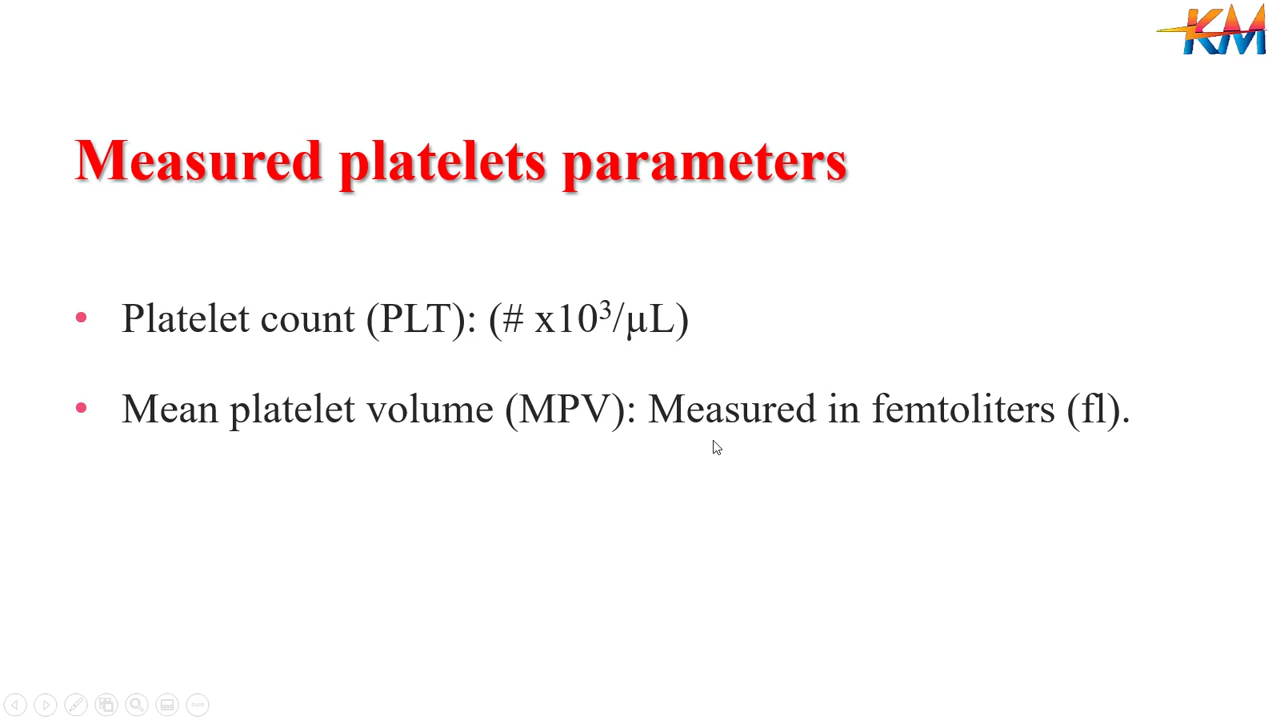 KM
Measured platelets parameters
• Platelet count (PLT): (# x10³/µL)
• Mean platelet volume (MPV): Measured in femtoliters (fl).